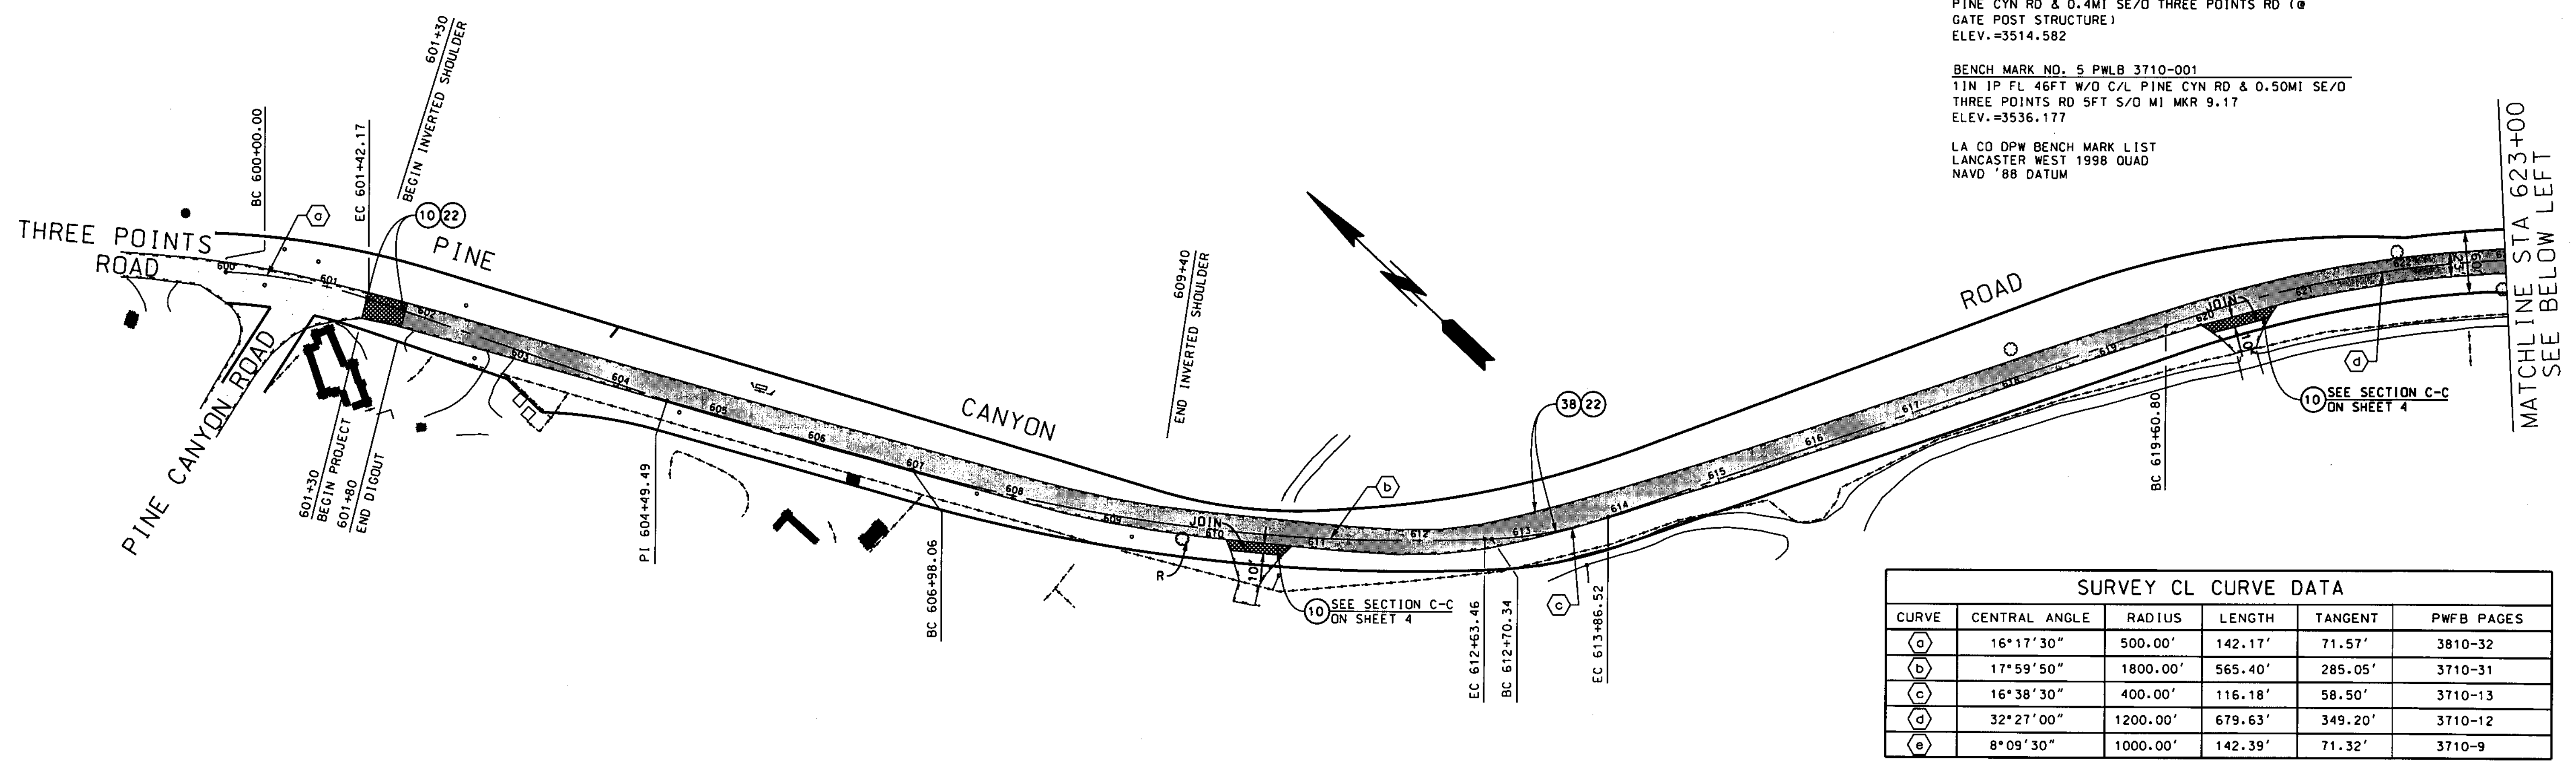 PINE CYN RD & 0.4MI SE/O THREE POINTS RD (@
GATE POST STRUCTURE)
ELEV.=3514.582
BENCH MARK NO. 5 PWLB 3710-001
1IN IP FL 46FT W/O C/L PINE CYN RD & 0.50MI SE/O
THREE POINTS RD 5FT S/O MI MKR 9.17
ELEV.=3536.177
LA CO DPW BENCH MARK LIST
LANCASTER WEST 1998 QUAD
NAVD '88 DATUM
601+30
BEGIN INVERTED SHOULDER
BC 600+00.00
EC 601+42.17
a
10 22
THREE POINTS
ROAD
PINE
CANYON
ROAD
PINE CANYON ROAD
601+30
BEGIN PROJECT
601+80
END DIGOUT
PI 604+49.49
BC 606+98.06
609+40
END INVERTED SHOULDER
600
601
602
603
604
605
606
607
608
609
610
611
612
613
614
615
616
617
618
619
620
621
622
JOIN
10'
R
b
38 22
10 SEE SECTION C-C
ON SHEET 4
EC 612+63.46
BC 612+70.34
c
EC 613+86.52
BC 619+60.80
JOIN
10'
d
10 SEE SECTION C-C
ON SHEET 4
60'
MATCHLINE STA 623+00
SEE BELOW LEFT
SURVEY CL CURVE DATA
CURVE CENTRAL ANGLE RADIUS LENGTH TANGENT PWFB PAGES
a 16°17'30" 500.00' 142.17' 71.57' 3810-32
b 17°59'50" 1800.00' 565.40' 285.05' 3710-31
c 16°38'30" 400.00' 116.18' 58.50' 3710-13
d 32°27'00" 1200.00' 679.63' 349.20' 3710-12
e 8°09'30" 1000.00' 142.39' 71.32' 3710-9